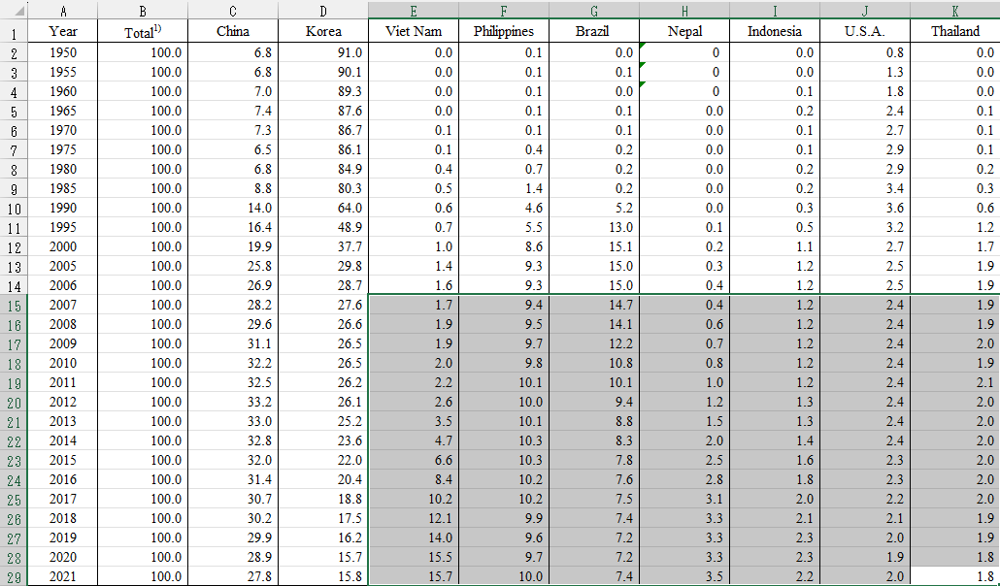 A B C D E F G H I J K
1 Year Total1) China Korea Viet Nam Philippines Brazil Nepal Indonesia U.S.A. Thailand
2 1950 100.0 6.8 91.0 0.0 0.1 0.0 0 0.0 0.8 0.0
3 1955 100.0 6.8 90.1 0.0 0.1 0.1 0 0.0 1.3 0.0
4 1960 100.0 7.0 89.3 0.0 0.1 0.0 0 0.1 1.8 0.0
5 1965 100.0 7.4 87.6 0.0 0.1 0.1 0.0 0.2 2.4 0.1
6 1970 100.0 7.3 86.7 0.1 0.1 0.1 0.0 0.1 2.7 0.1
7 1975 100.0 6.5 86.1 0.1 0.4 0.2 0.0 0.1 2.9 0.1
8 1980 100.0 6.8 84.9 0.4 0.7 0.2 0.0 0.2 2.9 0.2
9 1985 100.0 8.8 80.3 0.5 1.4 0.2 0.0 0.2 3.4 0.3
10 1990 100.0 14.0 64.0 0.6 4.6 5.2 0.0 0.3 3.6 0.6
11 1995 100.0 16.4 48.9 0.7 5.5 13.0 0.1 0.5 3.2 1.2
12 2000 100.0 19.9 37.7 1.0 8.6 15.1 0.2 1.1 2.7 1.7
13 2005 100.0 25.8 29.8 1.4 9.3 15.0 0.3 1.2 2.5 1.9
14 2006 100.0 26.9 28.7 1.6 9.3 15.0 0.4 1.2 2.5 1.9
15 2007 100.0 28.2 27.6 1.7 9.4 14.7 0.4 1.2 2.4 1.9
16 2008 100.0 29.6 26.6 1.9 9.5 14.1 0.6 1.2 2.4 1.9
17 2009 100.0 31.1 26.5 1.9 9.7 12.2 0.7 1.2 2.4 2.0
18 2010 100.0 32.2 26.5 2.0 9.8 10.8 0.8 1.2 2.4 1.9
19 2011 100.0 32.5 26.2 2.2 10.1 10.1 1.0 1.2 2.4 2.1
20 2012 100.0 33.2 26.1 2.6 10.0 9.4 1.2 1.3 2.4 2.0
21 2013 100.0 33.0 25.2 3.5 10.1 8.8 1.5 1.3 2.4 2.0
22 2014 100.0 32.8 23.6 4.7 10.3 8.3 2.0 1.4 2.4 2.0
23 2015 100.0 32.0 22.0 6.6 10.3 7.8 2.5 1.6 2.3 2.0
24 2016 100.0 31.4 20.4 8.4 10.2 7.6 2.8 1.8 2.3 2.0
25 2017 100.0 30.7 18.8 10.2 10.2 7.5 3.1 2.0 2.2 2.0
26 2018 100.0 30.2 17.5 12.1 9.9 7.4 3.3 2.1 2.1 1.9
27 2019 100.0 29.9 16.2 14.0 9.6 7.2 3.3 2.3 2.0 1.9
28 2020 100.0 28.9 15.7 15.5 9.7 7.2 3.3 2.3 1.9 1.8
29 2021 100.0 27.8 15.8 15.7 10.0 7.4 3.5 2.2 2.0 1.8